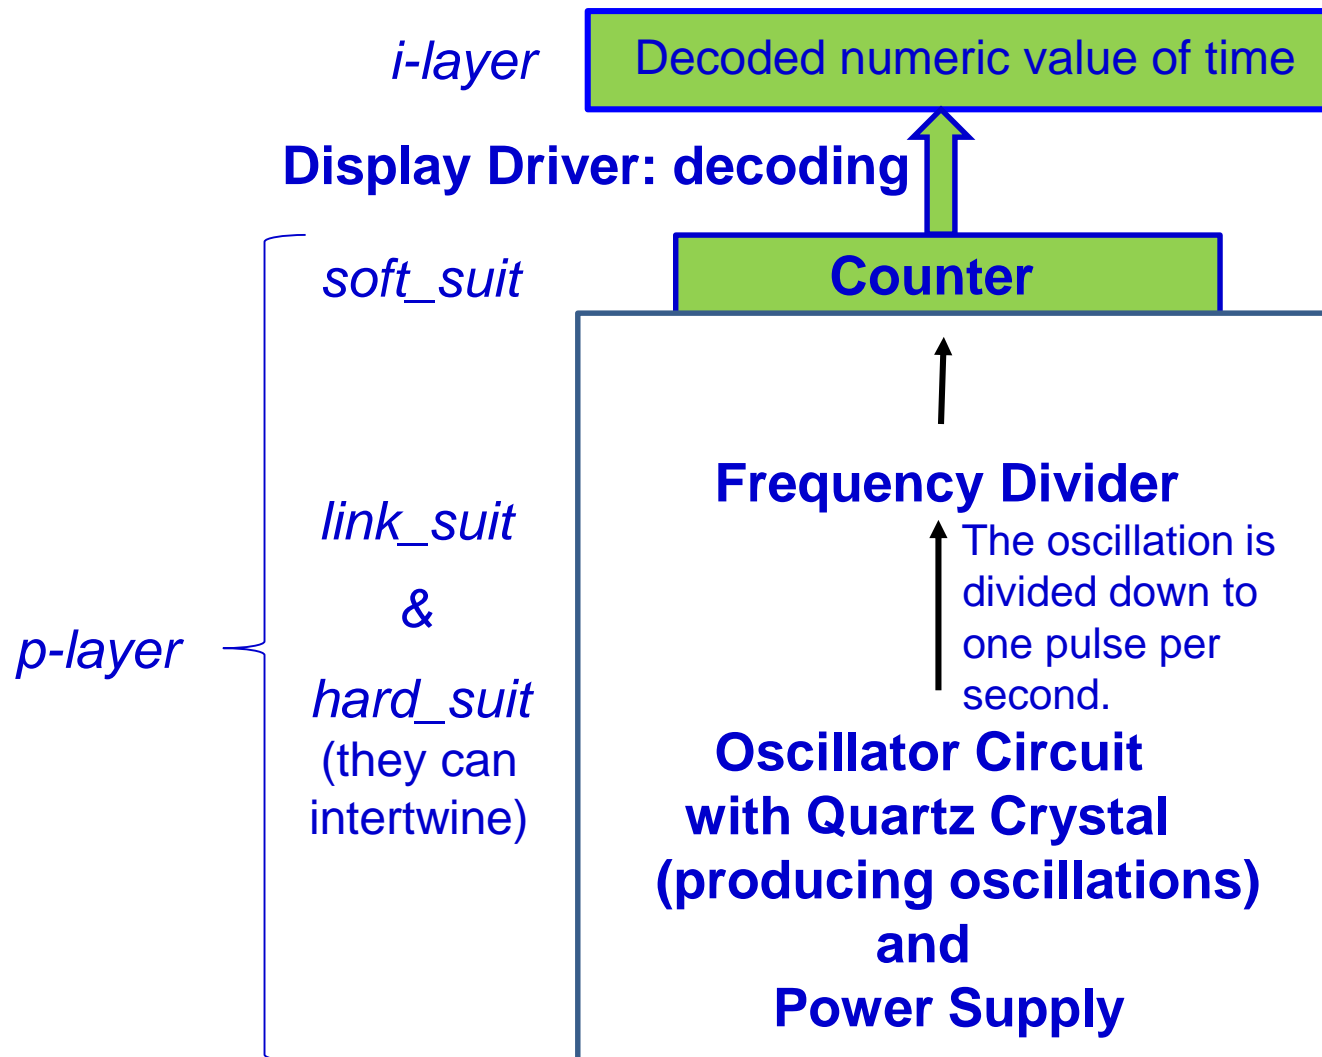 i-layer
Decoded numeric value of time
Display Driver: decoding
soft_suit
Counter
Frequency Divider
link_suit
The oscillation is
divided down to
one pulse per
second.
&
p-layer
hard_suit
(they can
intertwine)
Oscillator Circuit
with Quartz Crystal
(producing oscillations)
and
Power Supply